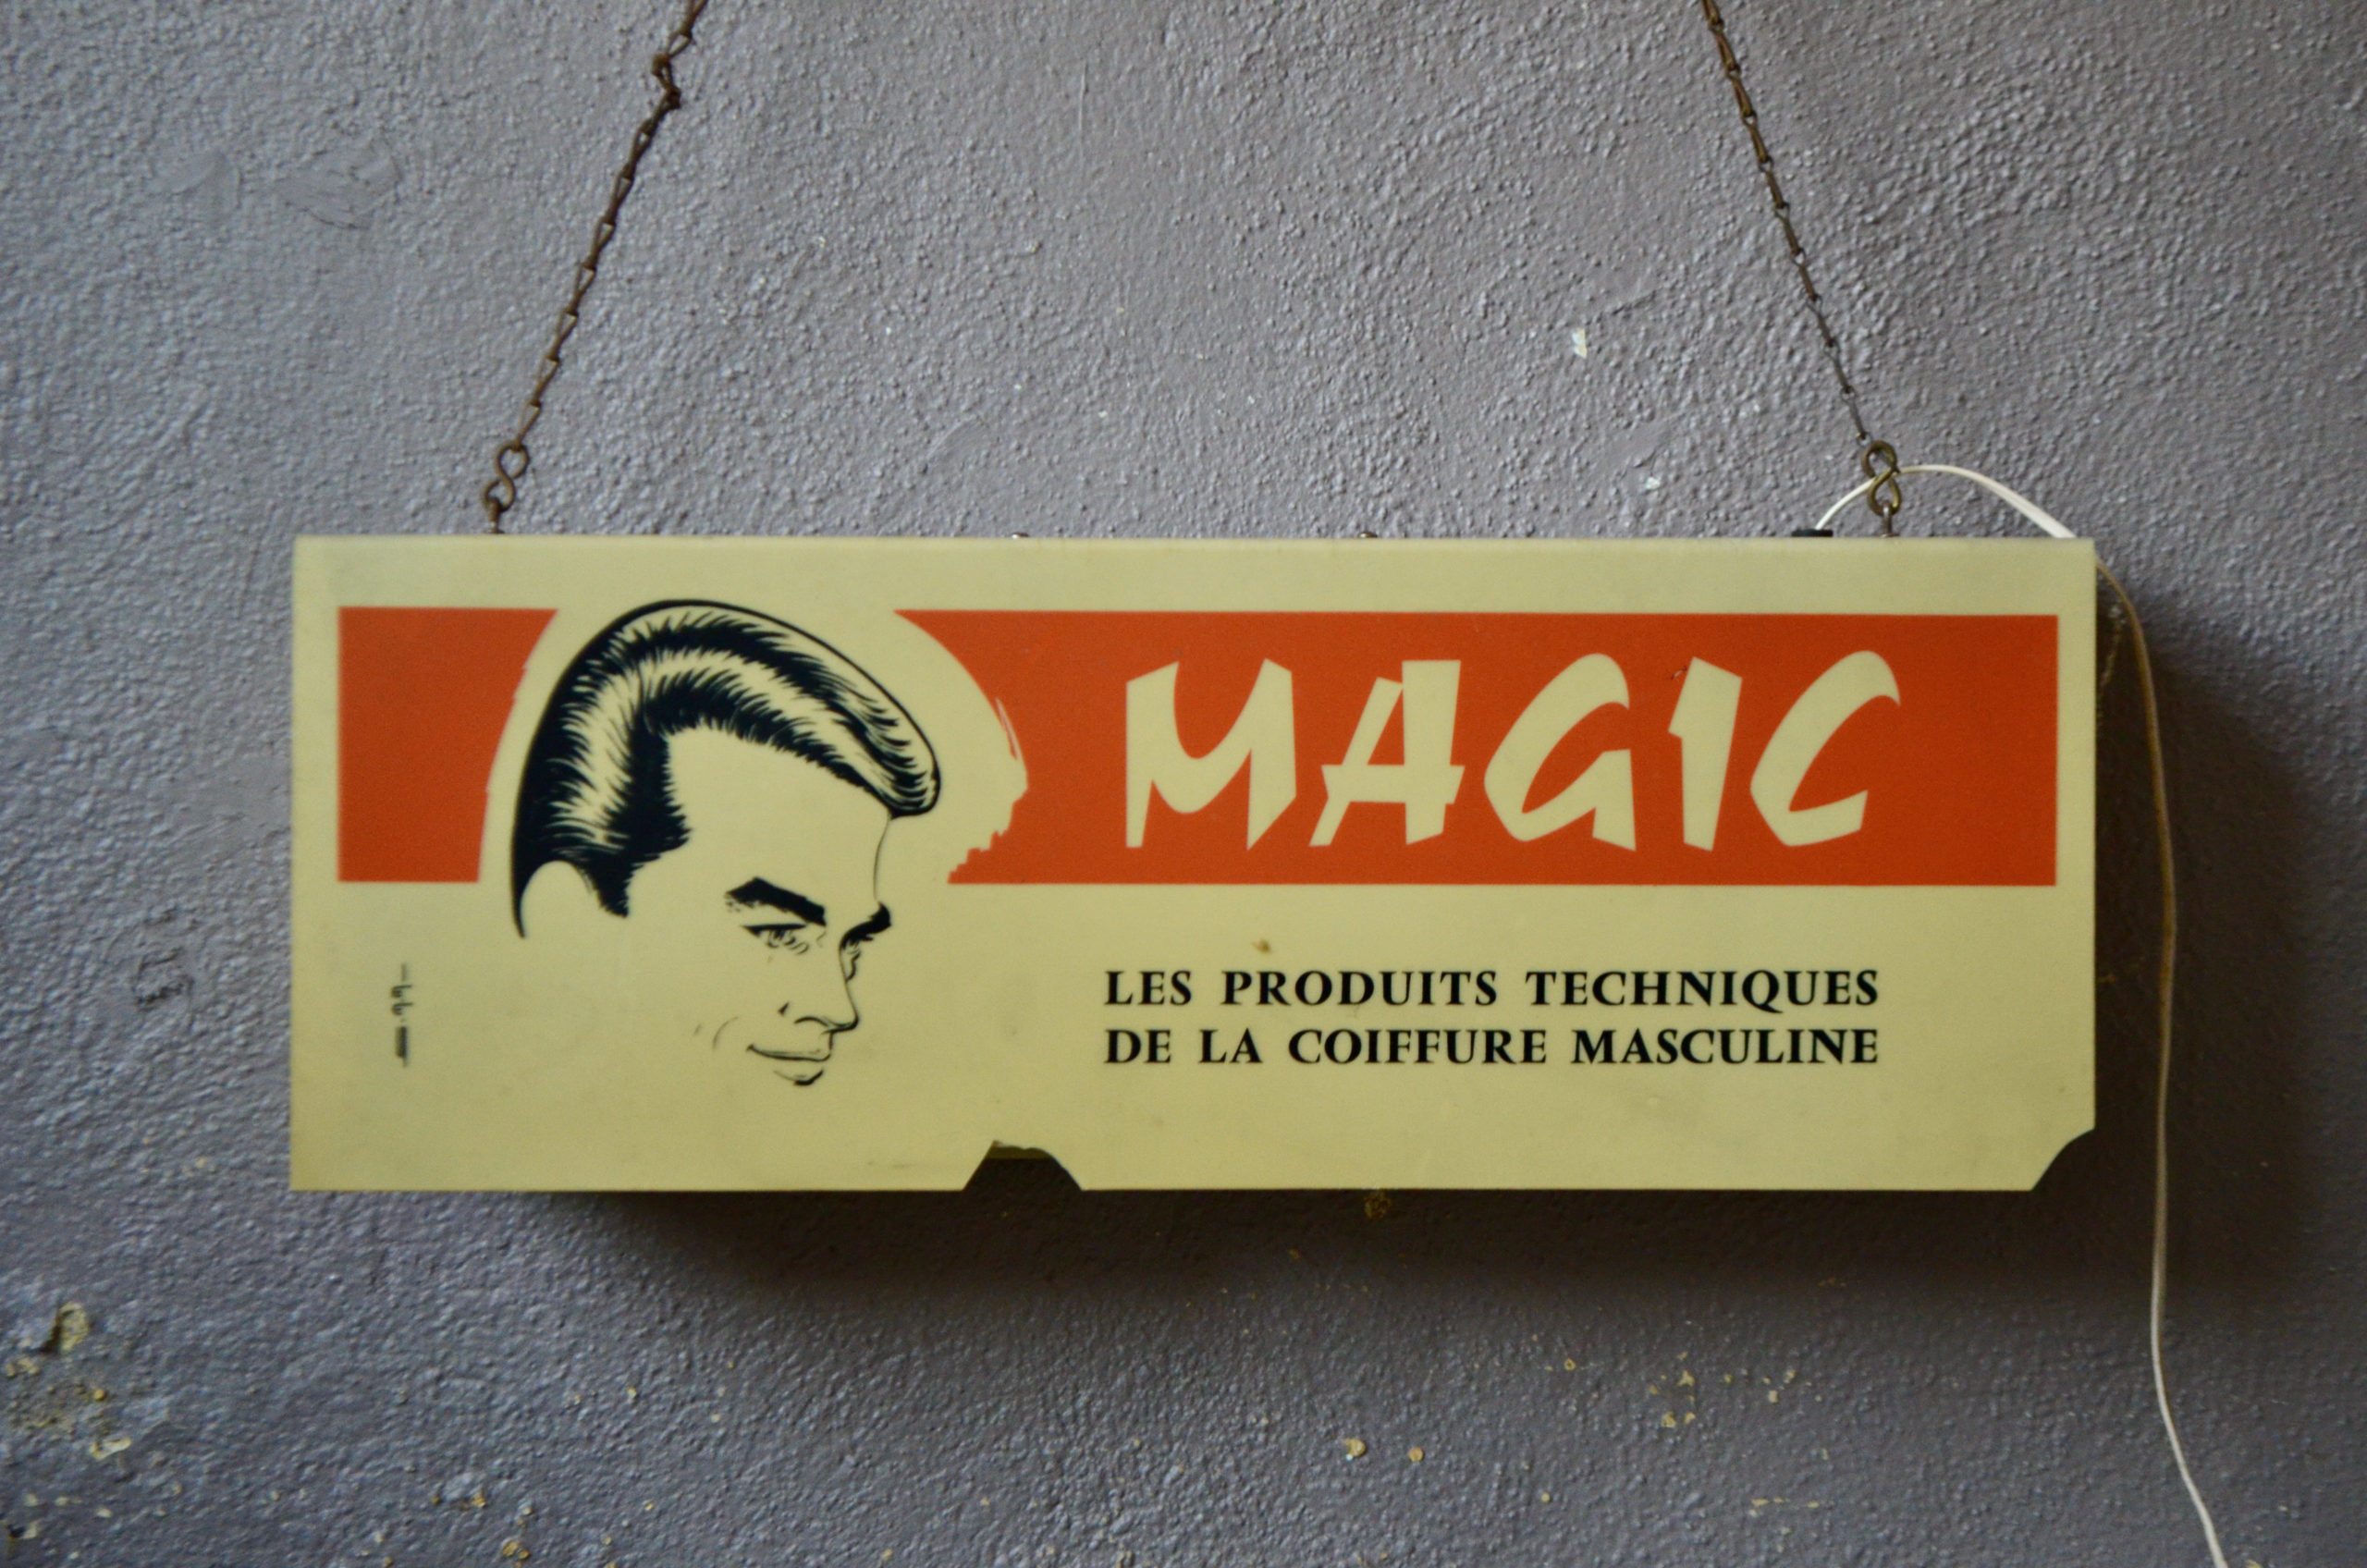 MAGIC
LES PRODUITS TECHNIQUES
DE LA COIFFURE MASCULINE